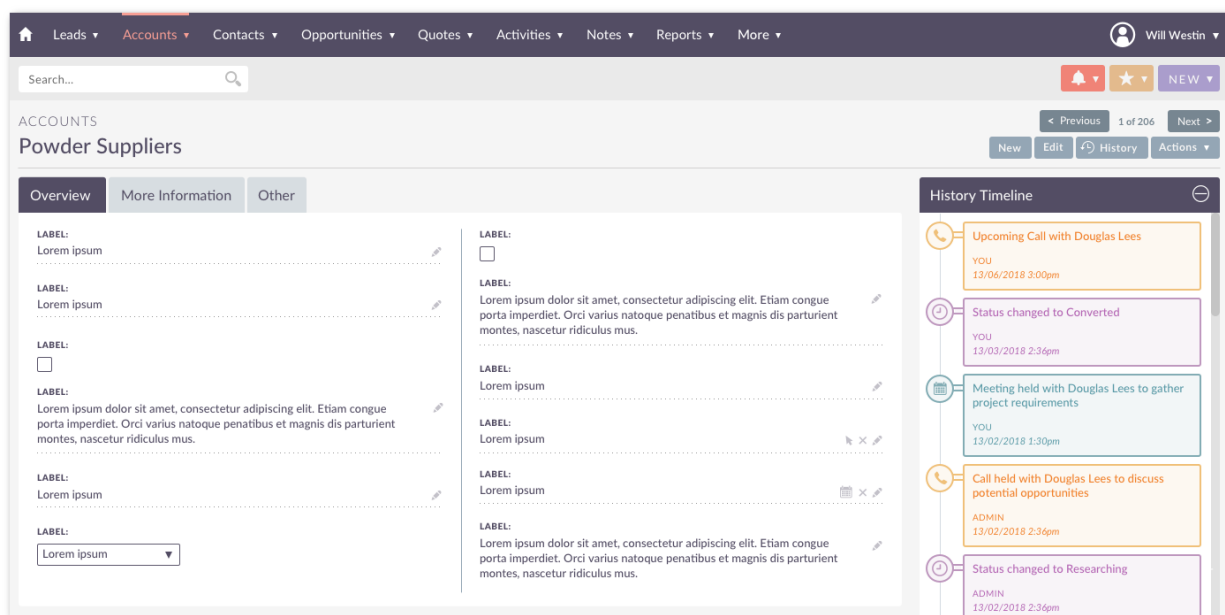 Leads ▾ Accounts ▾ Contacts ▾ Opportunities ▾ Quotes ▾ Activities ▾ Notes ▾ Reports ▾ More ▾ Will Westin ▾
Search...
NEW ▾
ACCOUNTS
Powder Suppliers
< Previous 1 of 206 Next >
New Edit History Actions ▾
Overview More Information Other
LABEL:
Lorem ipsum
LABEL:
Lorem ipsum
LABEL:
LABEL:
Lorem ipsum dolor sit amet, consectetur adipiscing elit. Etiam congue
porta imperdiet. Orci varius natoque penatibus et magnis dis parturient
montes, nascetur ridiculus mus.
LABEL:
Lorem ipsum
LABEL:
Lorem ipsum ▾
LABEL:
LABEL:
Lorem ipsum dolor sit amet, consectetur adipiscing elit. Etiam congue
porta imperdiet. Orci varius natoque penatibus et magnis dis parturient
montes, nascetur ridiculus mus.
LABEL:
Lorem ipsum
LABEL:
Lorem ipsum
LABEL:
Lorem ipsum
LABEL:
Lorem ipsum dolor sit amet, consectetur adipiscing elit. Etiam congue
porta imperdiet. Orci varius natoque penatibus et magnis dis parturient
montes, nascetur ridiculus mus.
History Timeline
Upcoming Call with Douglas Lees
YOU
13/06/2018 3:00pm
Status changed to Converted
YOU
13/03/2018 2:36pm
Meeting held with Douglas Lees to gather
project requirements
YOU
13/02/2018 1:30pm
Call held with Douglas Lees to discuss
potential opportunities
ADMIN
13/02/2018 2:36pm
Status changed to Researching
ADMIN
13/02/2018 2:36pm